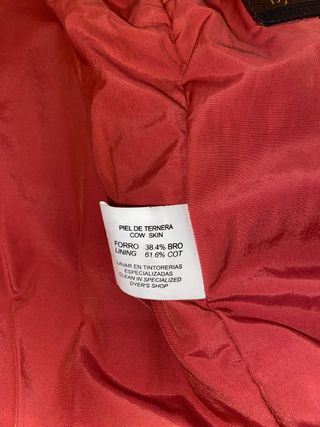 PIEL DE TERNERA
COW SKIN
FORRO 38.4% BRO
LINING 61.6% COT
LAVAR EN TINTORERIAS
ESPECIALIZADAS
CLEAN IN SPECIALIZED
DYER'S SHOP